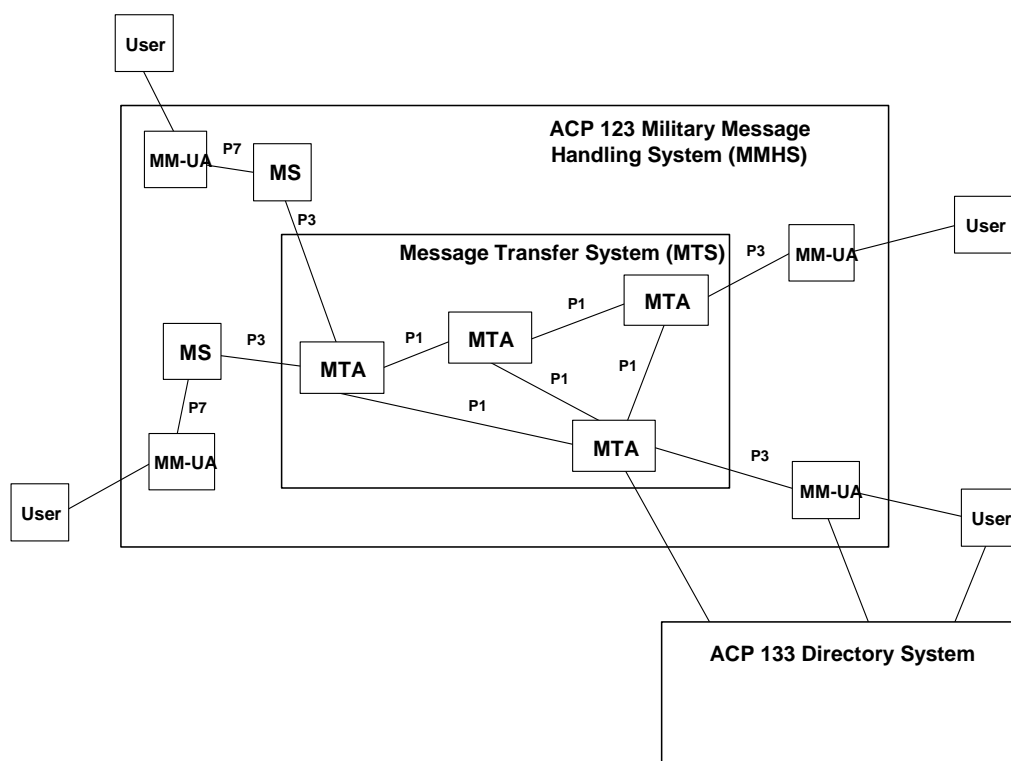 User
ACP 123 Military Message
Handling System (MMHS)
MM-UA
P7
MS
P3
User
Message Transfer System (MTS)
P3
MM-UA
MTA
P1
MTA
MS
P3
P1
MTA
P1
P1
P7
P1
MTA
MM-UA
P3
MM-UA
User
User
ACP 133 Directory System